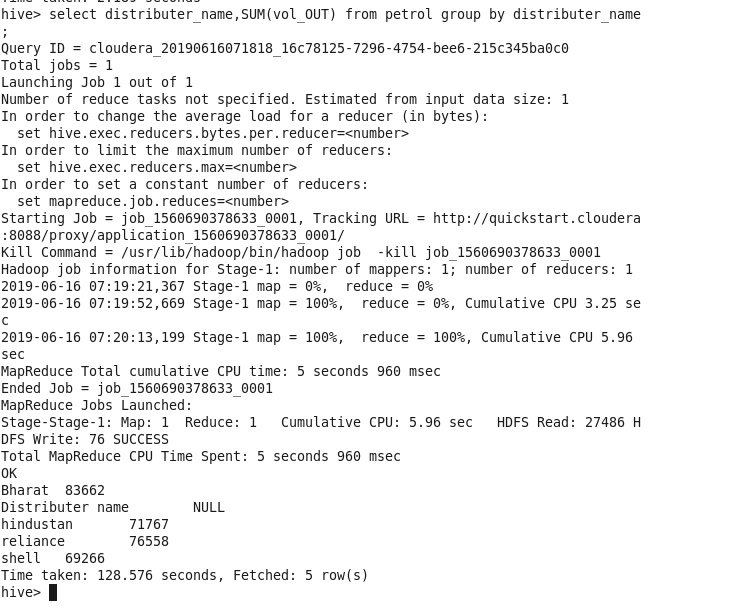 hive> select distributer_name,SUM(vol_OUT) from petrol group by distributer_name
;
Query ID = cloudera_20190616071818_16c78125-7296-4754-bee6-215c345ba0c0
Total jobs = 1
Launching Job 1 out of 1
Number of reduce tasks not specified. Estimated from input data size: 1
In order to change the average load for a reducer (in bytes):
  set hive.exec.reducers.bytes.per.reducer=<number>
In order to limit the maximum number of reducers:
  set hive.exec.reducers.max=<number>
In order to set a constant number of reducers:
  set mapreduce.job.reduces=<number>
Starting Job = job_1560690378633_0001, Tracking URL = http://quickstart.cloudera
:8088/proxy/application_1560690378633_0001/
Kill Command = /usr/lib/hadoop/bin/hadoop job  -kill job_1560690378633_0001
Hadoop job information for Stage-1: number of mappers: 1; number of reducers: 1
2019-06-16 07:19:21,367 Stage-1 map = 0%,  reduce = 0%
2019-06-16 07:19:52,669 Stage-1 map = 100%,  reduce = 0%, Cumulative CPU 3.25 se
c
2019-06-16 07:20:13,199 Stage-1 map = 100%,  reduce = 100%, Cumulative CPU 5.96
sec
MapReduce Total cumulative CPU time: 5 seconds 960 msec
Ended Job = job_1560690378633_0001
MapReduce Jobs Launched:
Stage-Stage-1: Map: 1  Reduce: 1   Cumulative CPU: 5.96 sec   HDFS Read: 27486 H
DFS Write: 76 SUCCESS
Total MapReduce CPU Time Spent: 5 seconds 960 msec
OK
Bharat  83662
Distributer name        NULL
hindustan       71767
reliance        76558
shell   69266
Time taken: 128.576 seconds, Fetched: 5 row(s)
hive>